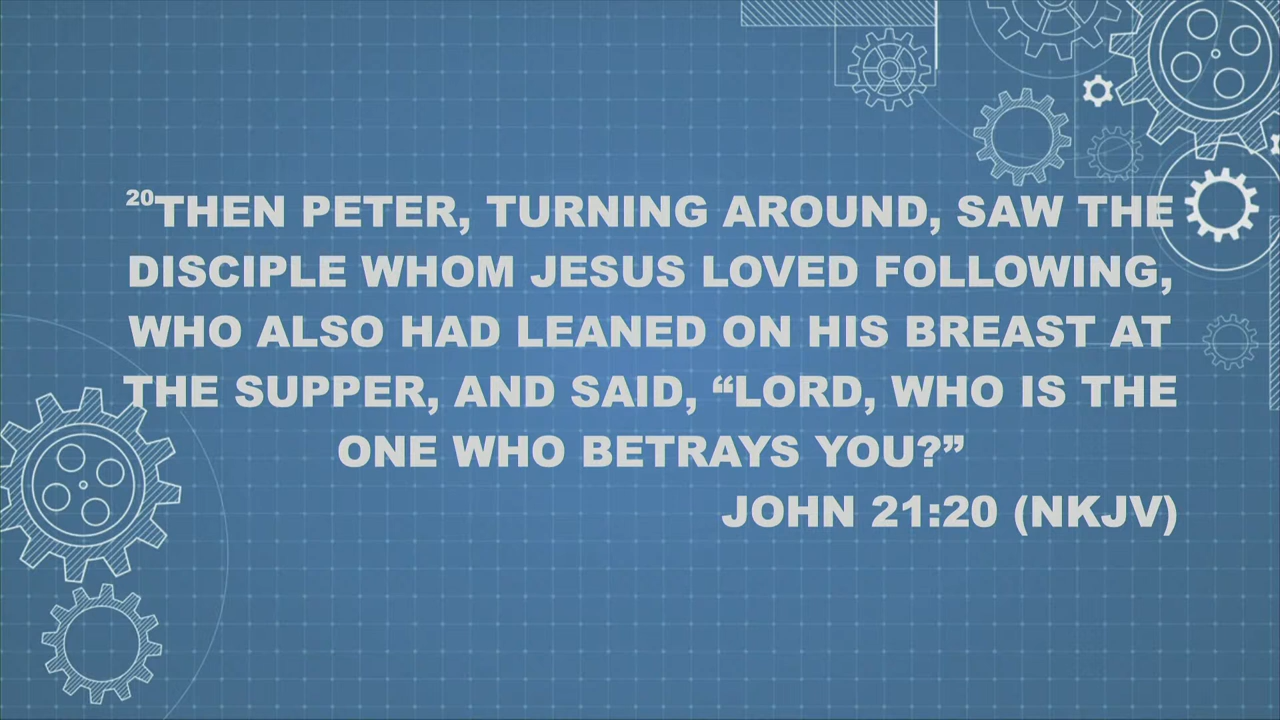 ²⁰THEN PETER, TURNING AROUND, SAW THE
DISCIPLE WHOM JESUS LOVED FOLLOWING,
WHO ALSO HAD LEANED ON HIS BREAST AT
THE SUPPER, AND SAID, “LORD, WHO IS THE
ONE WHO BETRAYS YOU?”
JOHN 21:20 (NKJV)